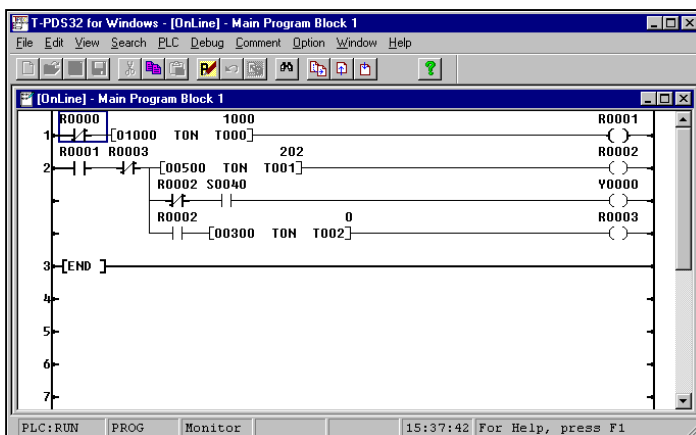 T-PDS32 for Windows - [OnLine] - Main Program Block 1
File Edit View Search PLC Debug Comment Option Window Help
[OnLine] - Main Program Block 1
R0000 1000 R0001
1 [01000 TON T000]
R0001 R0003 202 R0002
2 [00500 TON T001]
R0002 S0040 Y0000
R0002 0 R0003
[00300 TON T002]
3 [END ]
4
5
6
7
PLC:RUN PROG Monitor 15:37:42 For Help, press F1